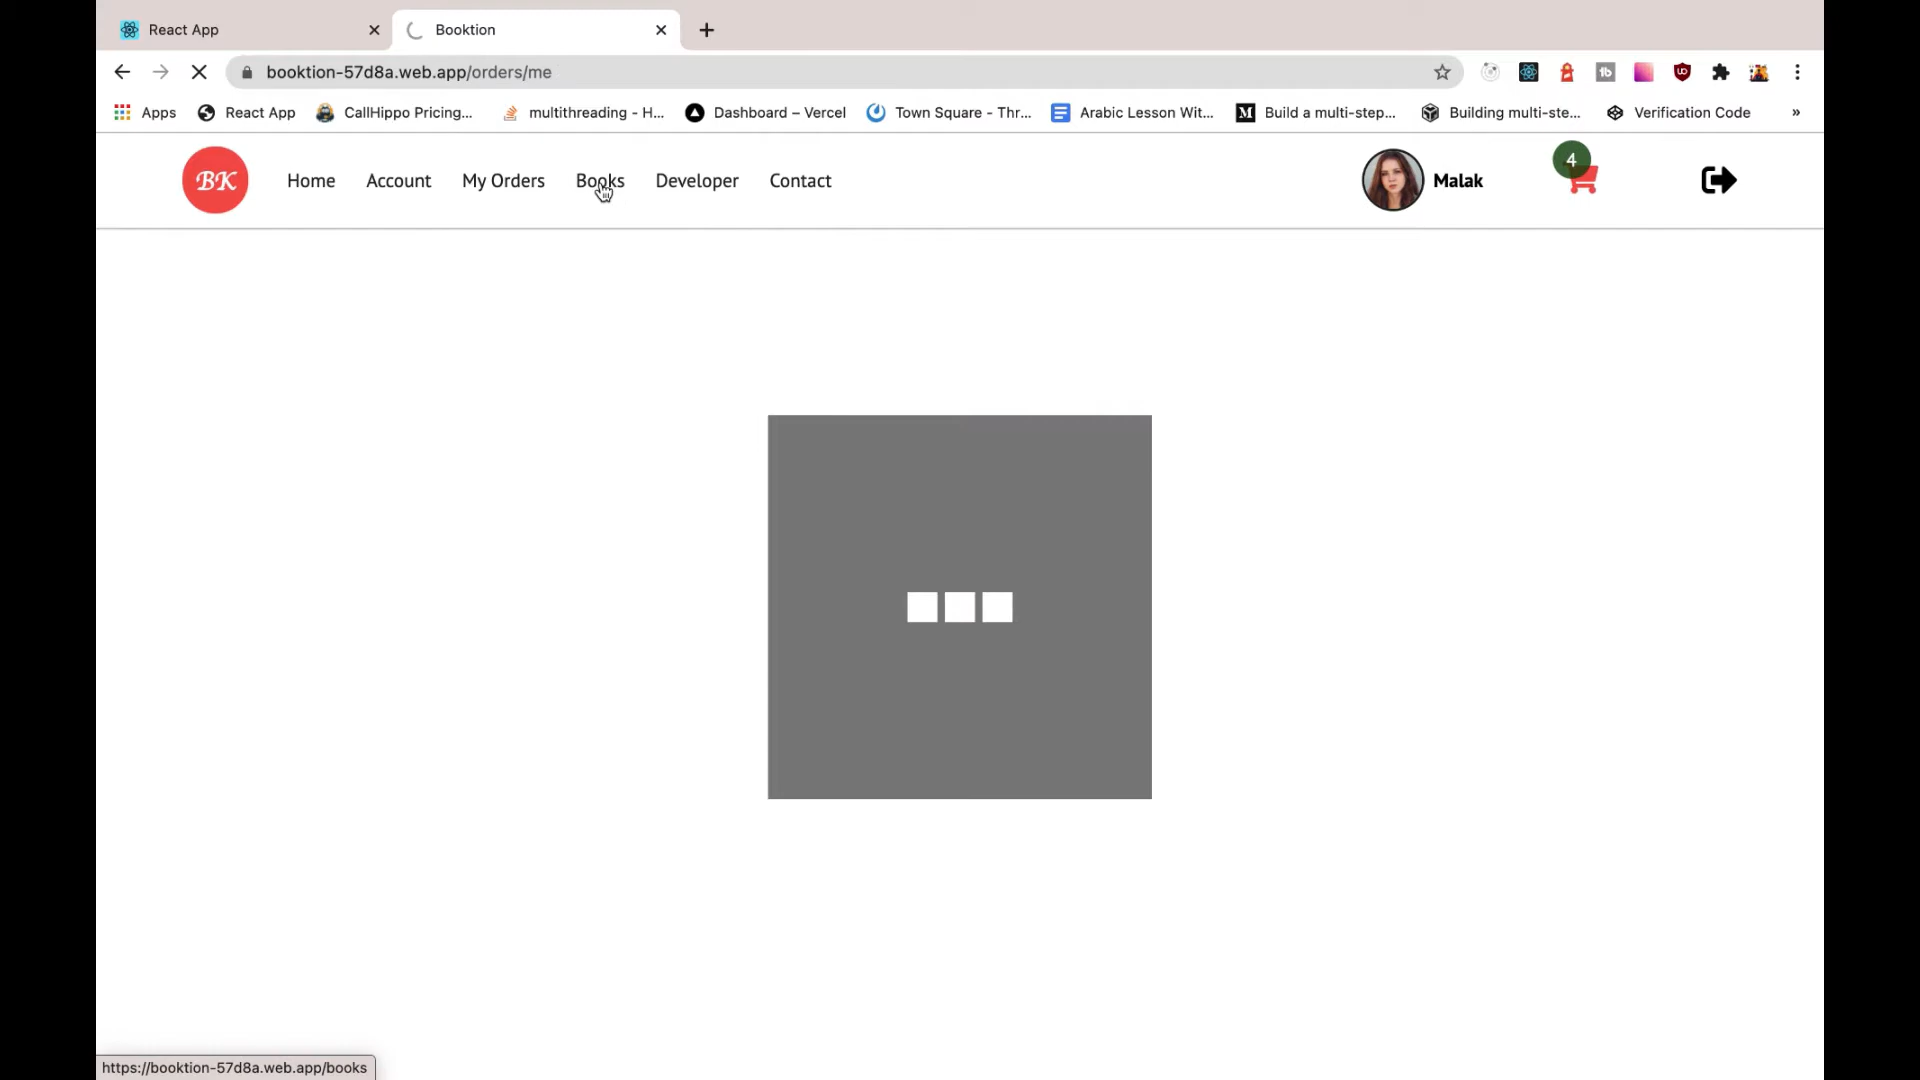 React App
Booktion
booktion-57d8a.web.app/orders/me
Apps
React App
CallHippo Pricing...
multithreading - H...
Dashboard – Vercel
Town Square - Thr...
Arabic Lesson Wit...
Build a multi-step...
Building multi-ste...
Verification Code
»
BK
Home
Account
My Orders
Books
Developer
Contact
Malak
4
https://booktion-57d8a.web.app/books